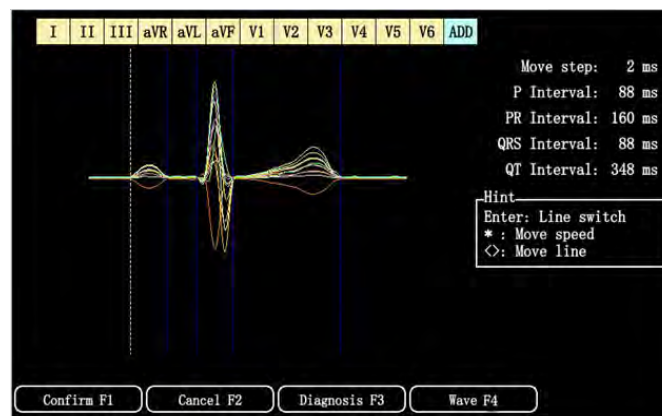 I II III aVR aVL aVF V1 V2 V3 V4 V5 V6 ADD
Move step: 2 ms
P Interval: 88 ms
PR Interval: 160 ms
QRS Interval: 88 ms
QT Interval: 348 ms
Hint
Enter: Line switch
* : Move speed
<>: Move line
Confirm F1 Cancel F2 Diagnosis F3 Wave F4